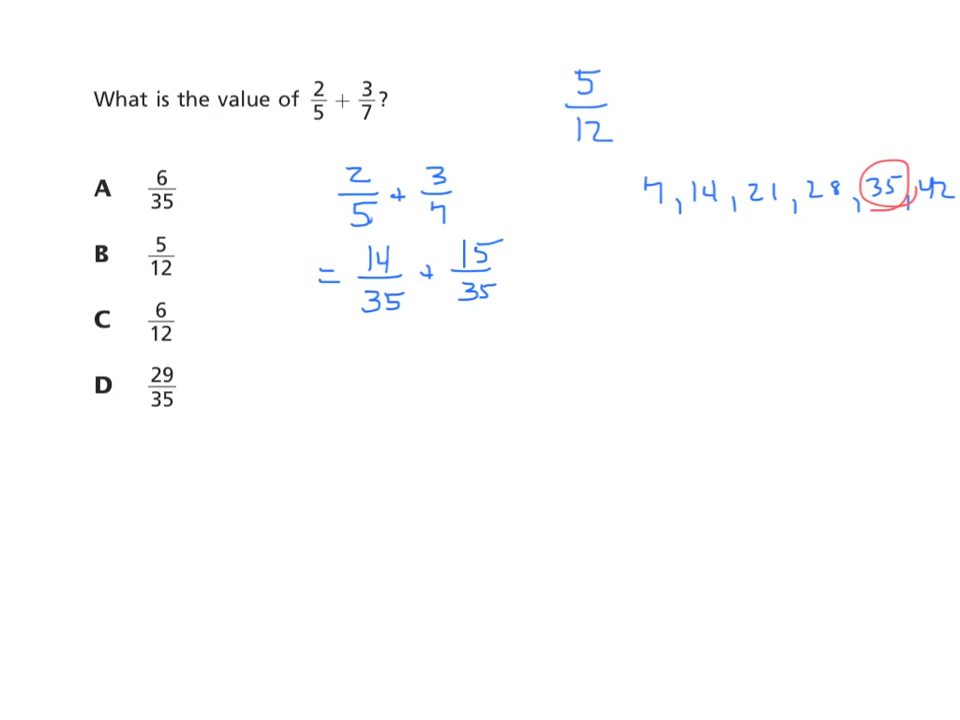 What is the value of 2/5 + 3/7?
5/12
A 6/35
2/5 + 3/7
7, 14, 21, 28, 35, 42
B 5/12
= 14/35 + 15/35
C 6/12
D 29/35